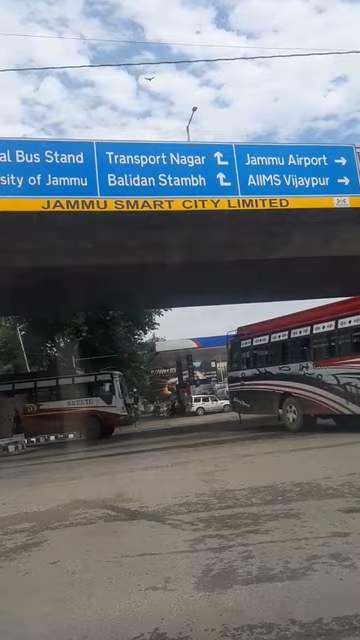 al Bus Stand
sity of Jammu
Transport Nagar
Balidan Stambh
Jammu Airport →
AIIMS Vijaypur →
JAMMU SMART CITY LIMITED